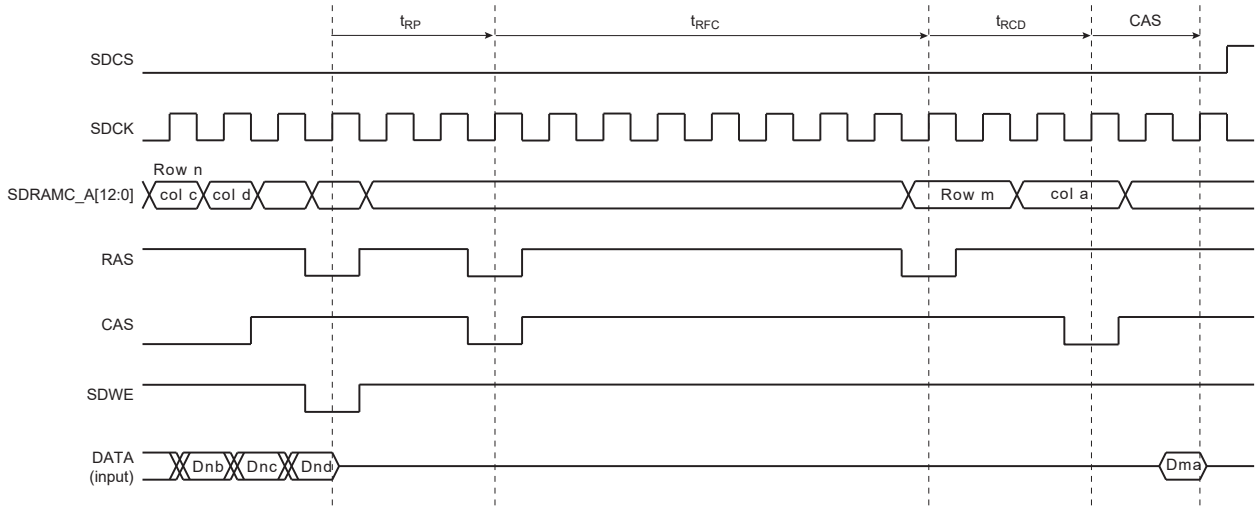 tRP tRFC tRCD CAS
SDCS
SDCK
Row n
SDRAMC_A[12:0] col c col d Row m col a
RAS
CAS
SDWE
DATA
(input) Dnb Dnc Dnd Dma